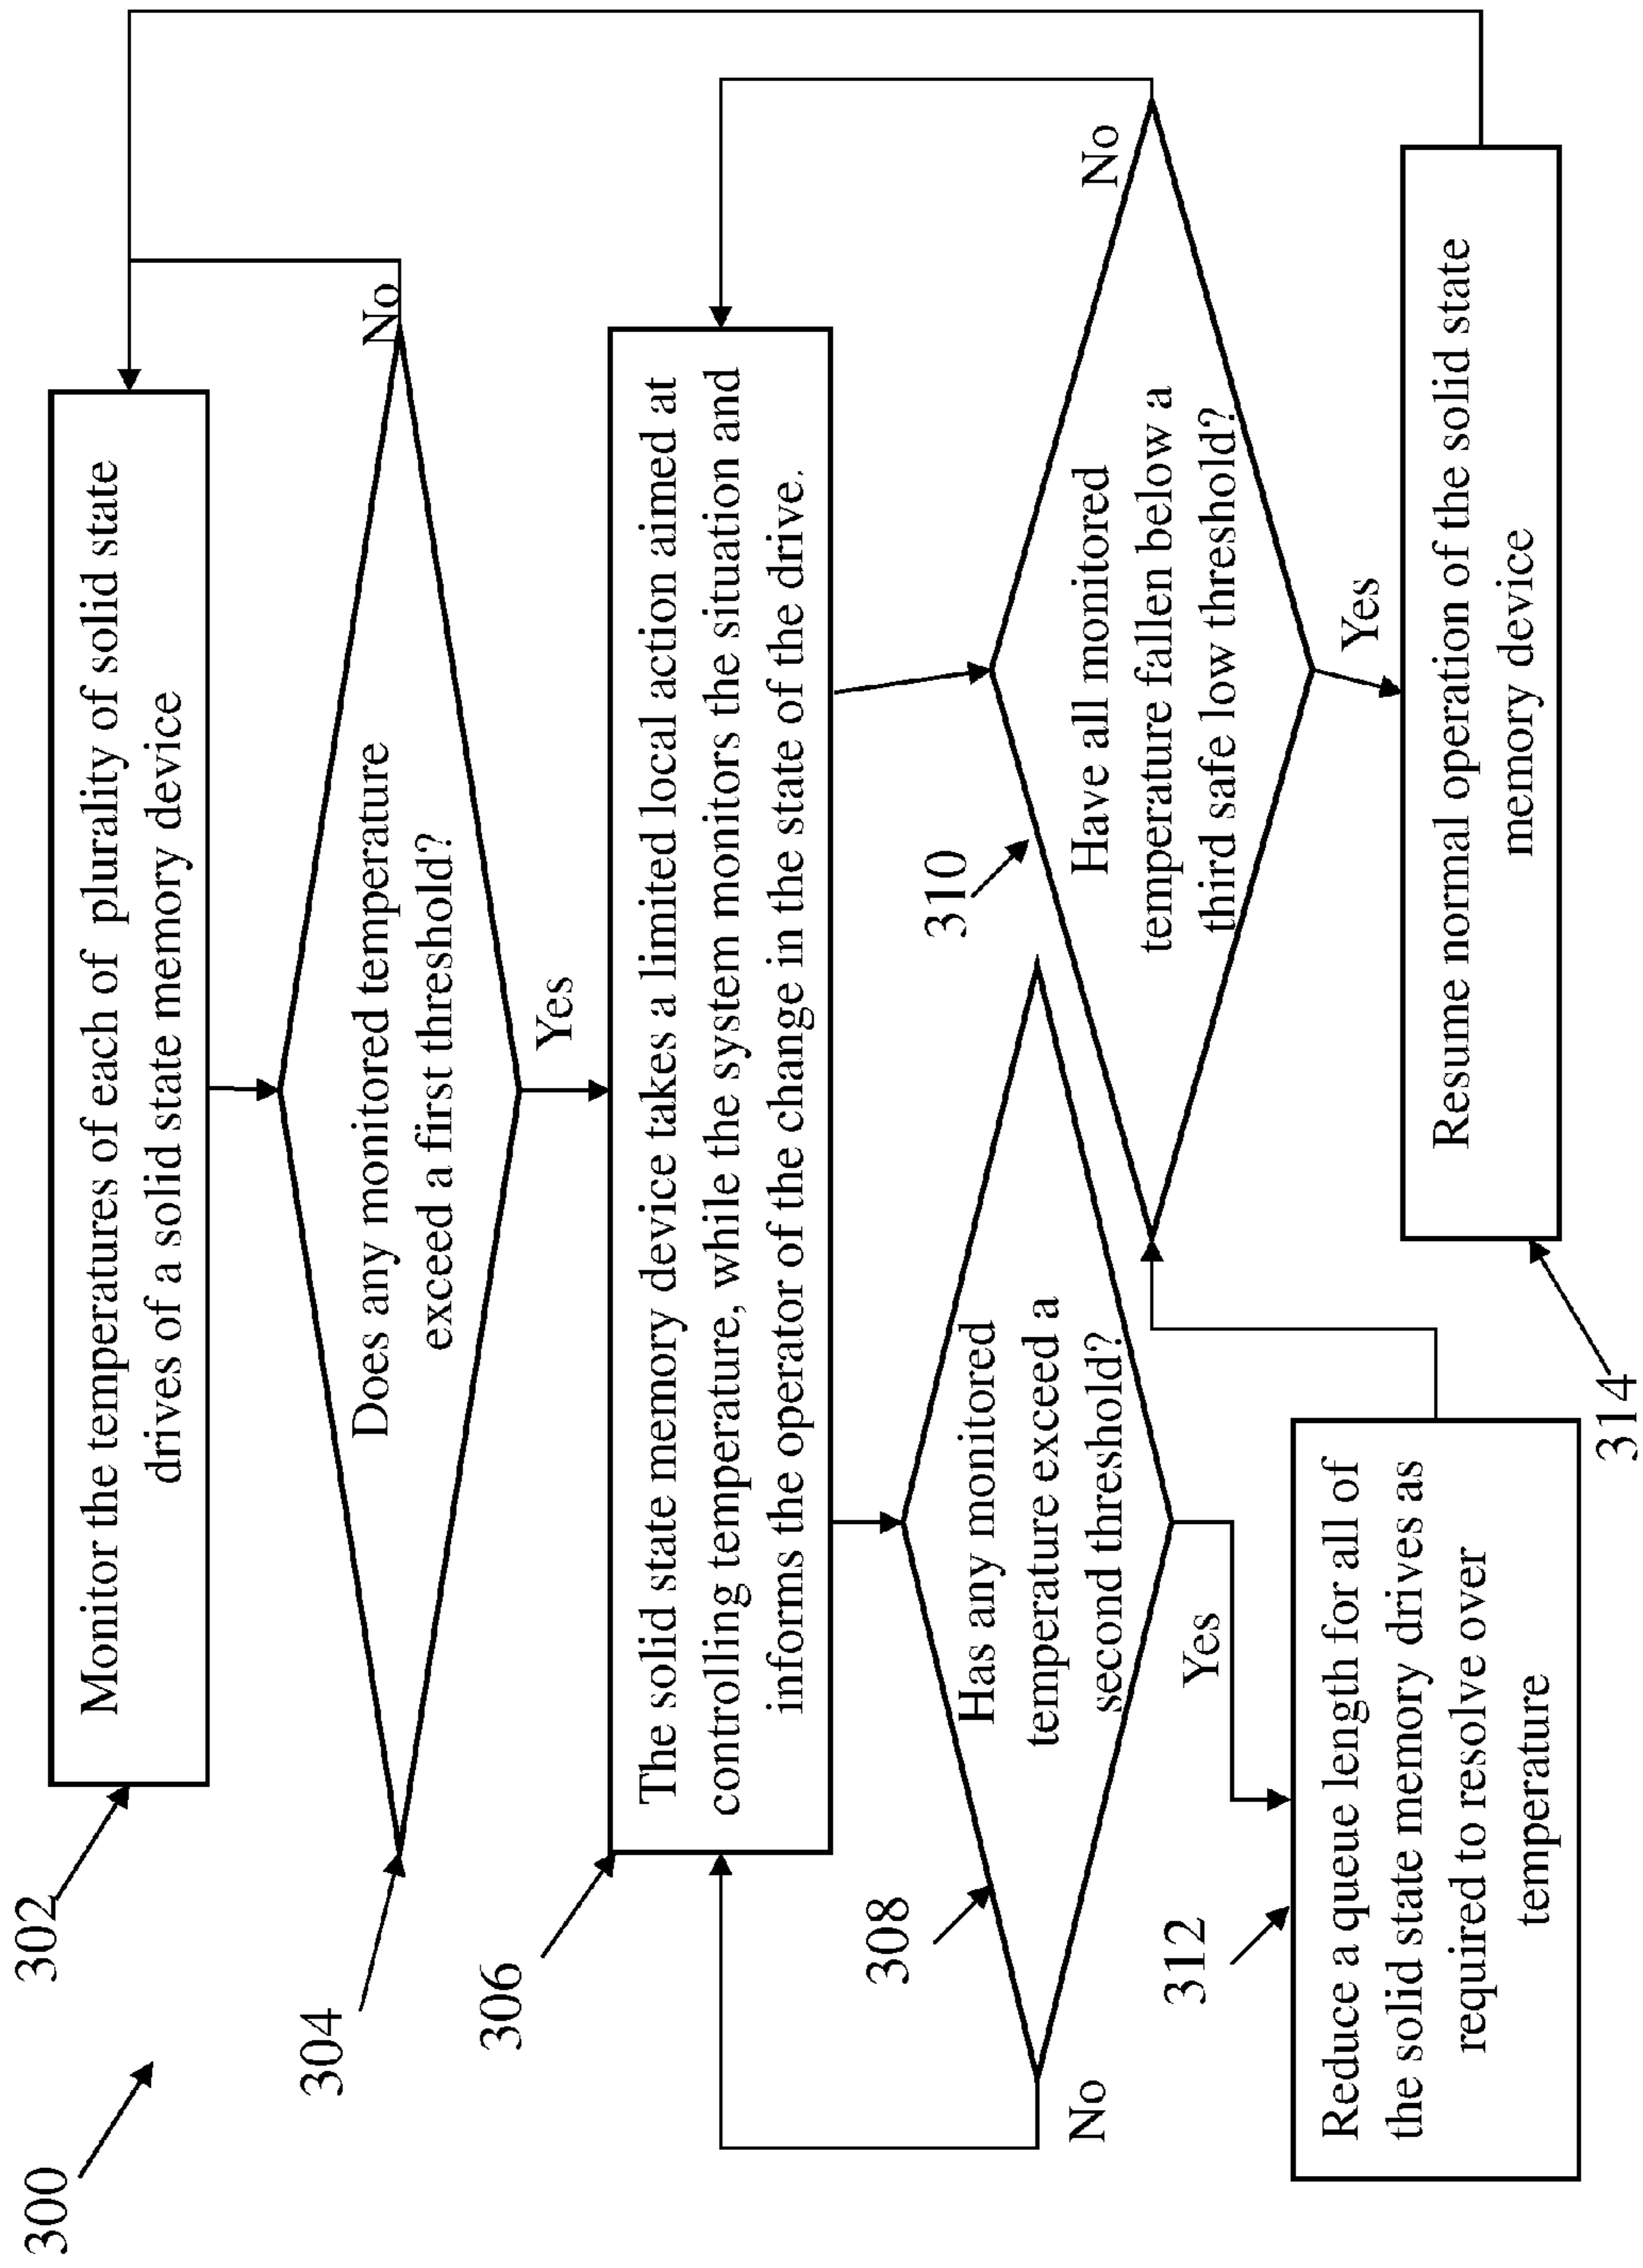 300
302
Monitor the temperatures of each of plurality of solid state
drives of a solid state memory device
304
Does any monitored temperature
exceed a first threshold?
No
Yes
306
The solid state memory device takes a limited local action aimed at
controlling temperature, while the system monitors the situation and
informs the operator of the change in the state of the drive.
308
Has any monitored
temperature exceed a
second threshold?
No
Yes
310
Have all monitored
temperature fallen below a
third safe low threshold?
No
Yes
312
Reduce a queue length for all of
the solid state memory drives as
required to resolve over
temperature
314
Resume normal operation of the solid state
memory device